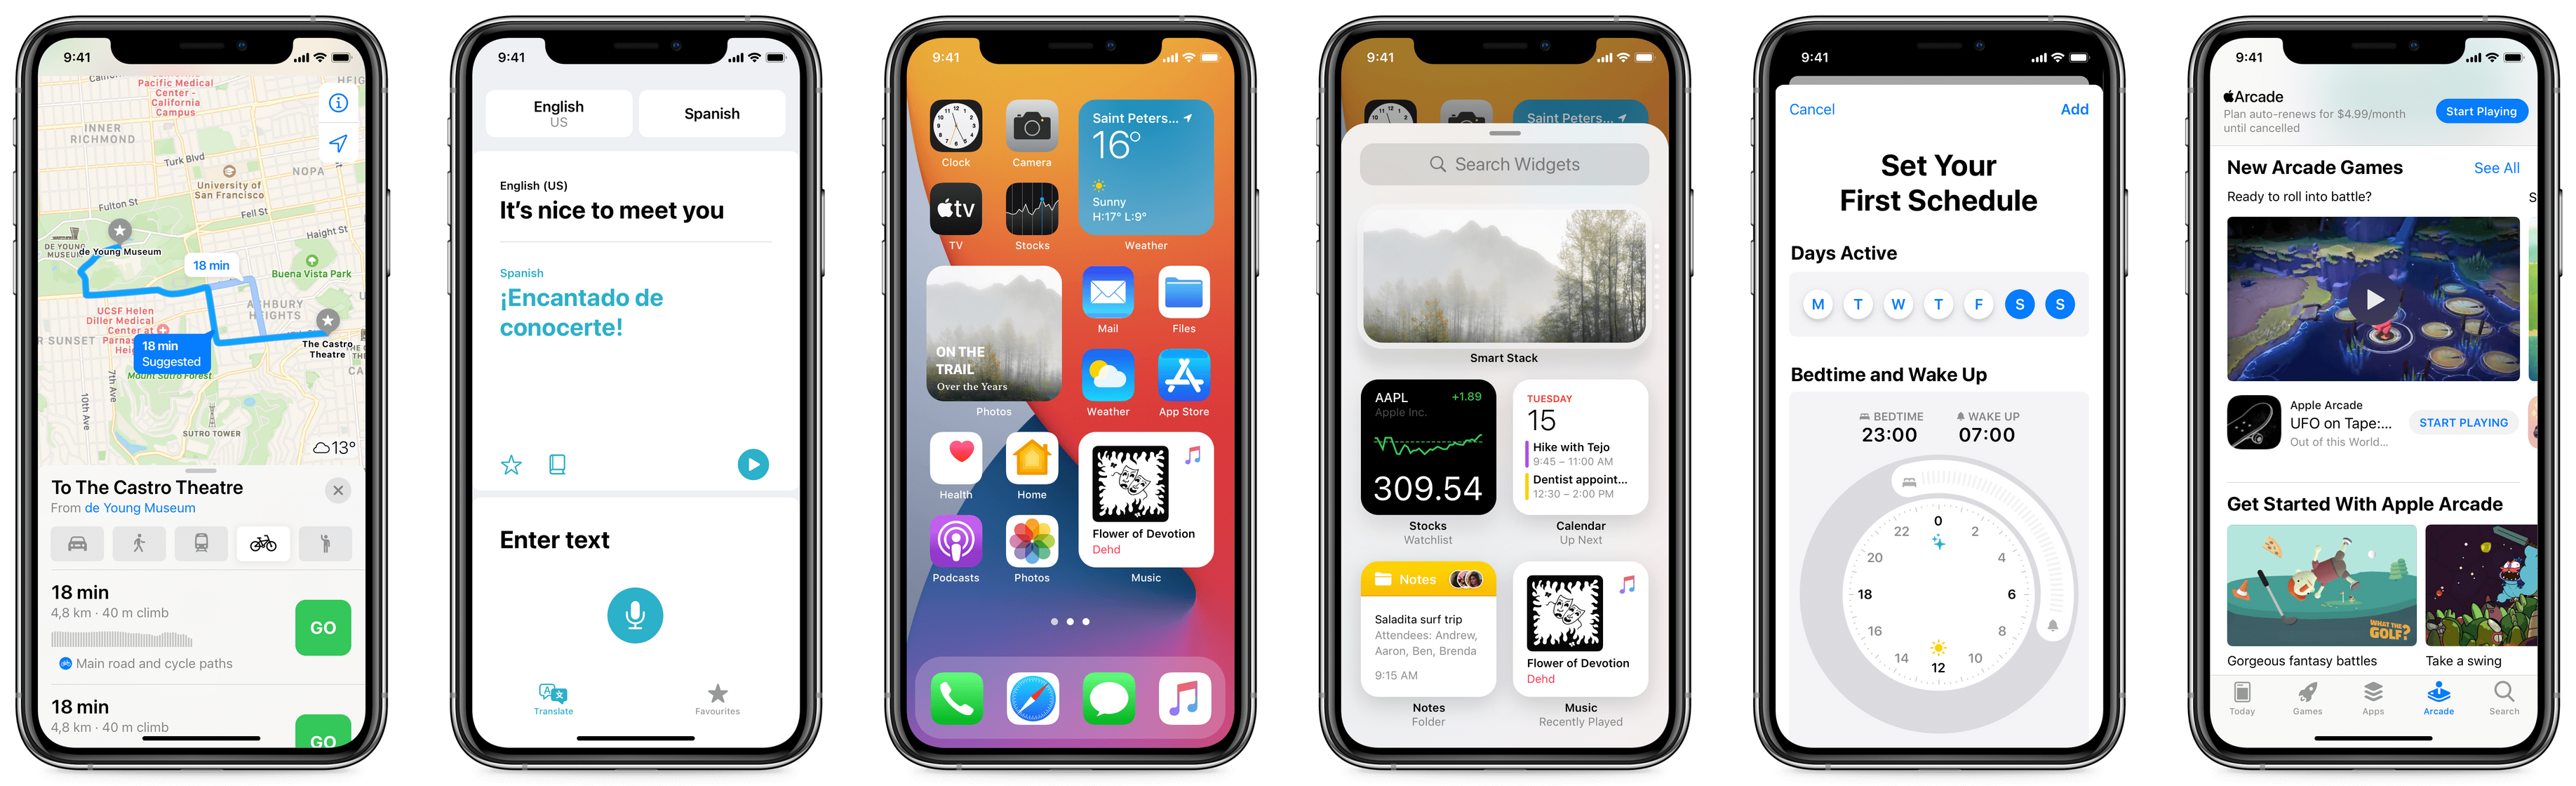 9:41
Pacific Medical
Center -
California
Campus
INNER
RICHMOND
Turk Blvd
NOPA
University of
San Francisco
Fulton St
Fell St
Haight St
DE YOUNG
MUSEUM
de Young Museum
18 min
Buena Vista Park
ASHBURY
HEIGHTS
UCSF Helen
Diller Medical
Center at
R SUNSET
18 min
Suggested
The Castro
Theatre
Mount Sutro Forest
7th Ave
10th Ave
SUTRO TOWER
13°
To The Castro Theatre
From de Young Museum
18 min
4,8 km · 40 m climb
GO
Main road and cycle paths
18 min
4,8 km · 40 m climb
GO
9:41
English
US
Spanish
English (US)
It's nice to meet you
Spanish
¡Encantado de
conocerte!
Enter text
Translate
Favourites
9:41
Clock
Camera
Saint Peters...
16°
Sunny
H:17° L:9°
tv
TV
Stocks
Weather
ON THE
TRAIL
Over the Years
Photos
Mail
Files
Weather
App Store
Health
Home
Flower of Devotion
Dehd
Podcasts
Photos
Music
9:41
Saint Peters...
Search Widgets
Smart Stack
AAPL +1.89
Apple Inc.
309.54
Stocks
Watchlist
TUESDAY
15
Hike with Tejo
9:45 – 11:00 AM
Dentist appoint...
12:30 – 2:00 PM
Calendar
Up Next
Notes
Saladita surf trip
Attendees: Andrew,
Aaron, Ben, Brenda
9:15 AM
Notes
Folder
Flower of Devotion
Dehd
Music
Recently Played
9:41
Cancel
Add
Set Your
First Schedule
Days Active
M T W T F S S
Bedtime and Wake Up
BEDTIME
23:00
WAKE UP
07:00
0
2
4
6
8
10
12
14
16
18
20
22
9:41
Arcade
Plan auto-renews for $4.99/month
until cancelled
Start Playing
New Arcade Games
See All
Ready to roll into battle?
S
Apple Arcade
UFO on Tape:...
Out of this World...
START PLAYING
Get Started With Apple Arcade
WHAT THE
GOLF?
Gorgeous fantasy battles
Take a swing
Today
Games
Apps
Arcade
Search